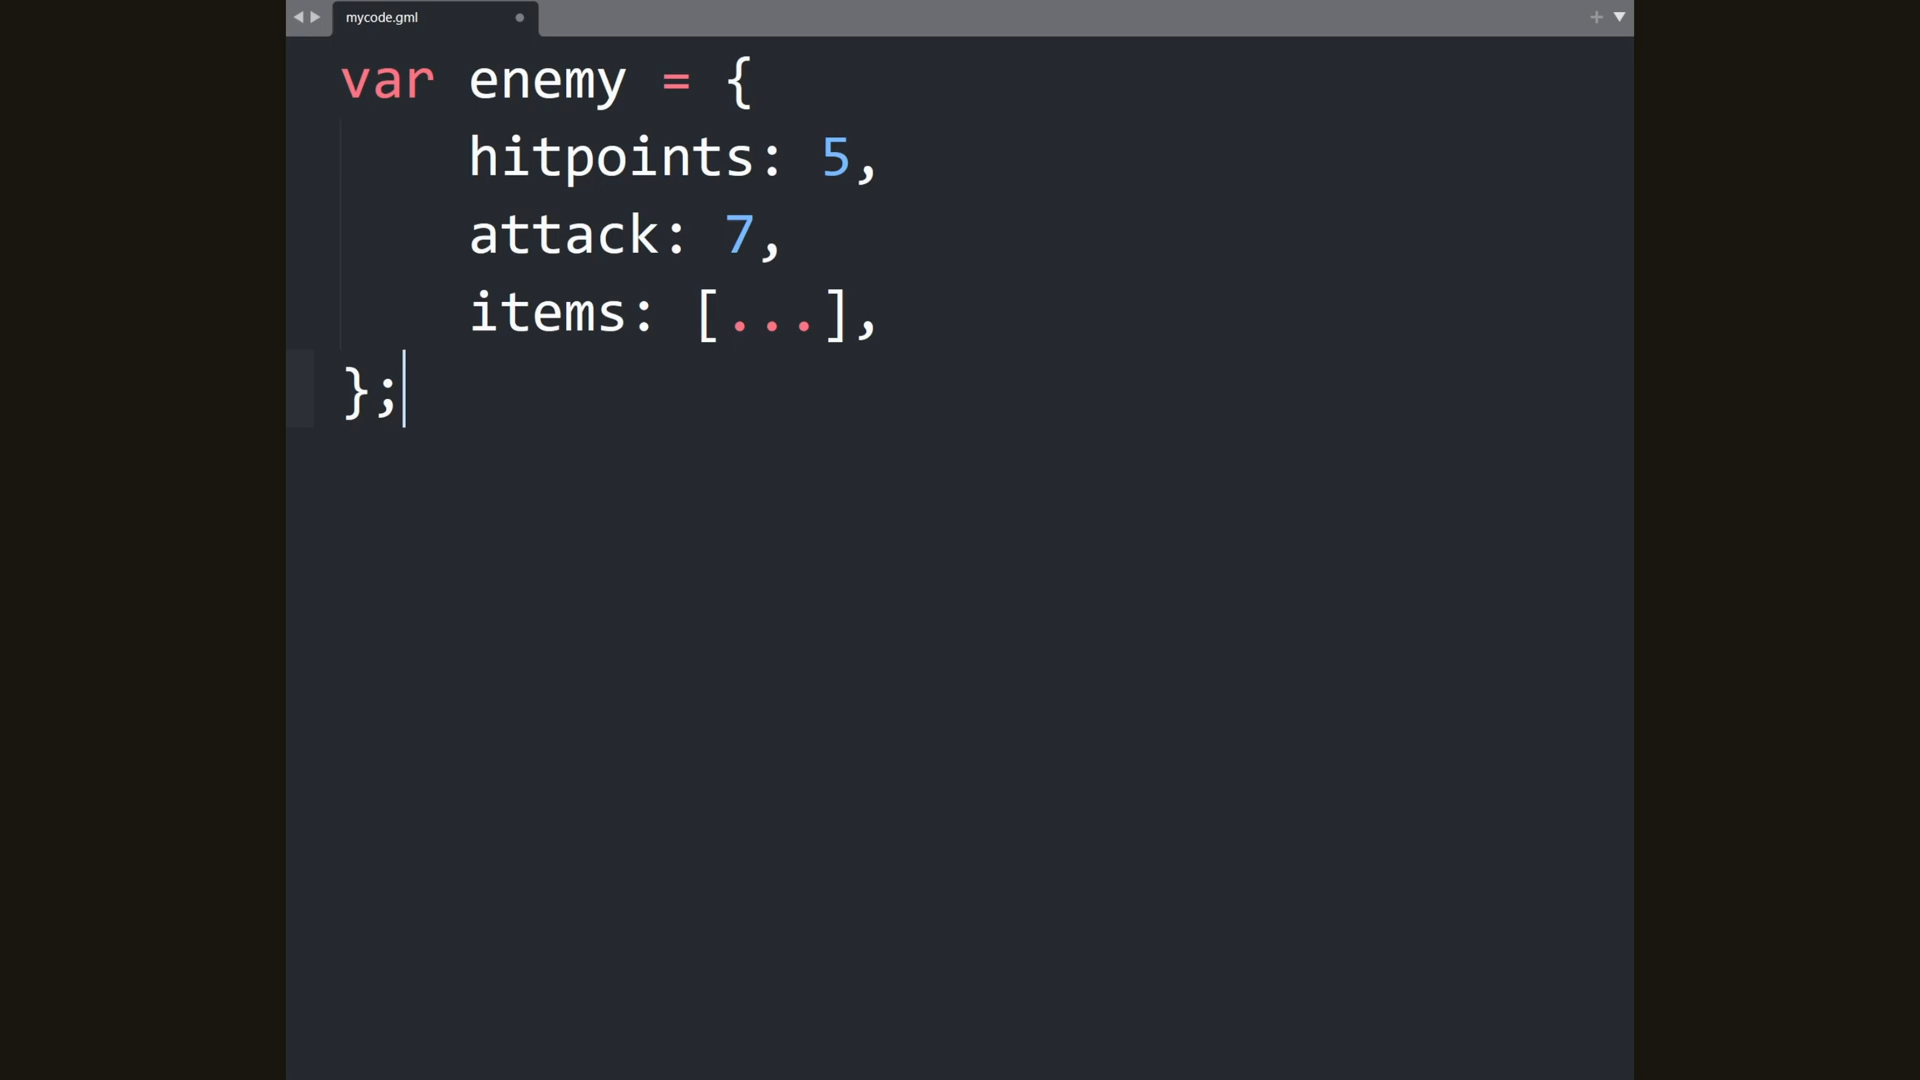 mycode.gml
var enemy = {
hitpoints: 5,
attack: 7,
items: [...],
};